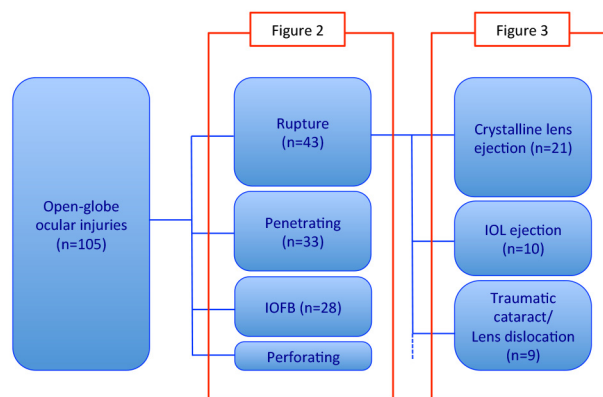 Figure 2
Figure 3
Open-globe
ocular injuries
(n=105)
Rupture
(n=43)
Penetrating
(n=33)
IOFB (n=28)
Perforating
Crystalline lens
ejection (n=21)
IOL ejection
(n=10)
Traumatic
cataract/
Lens dislocation
(n=9)